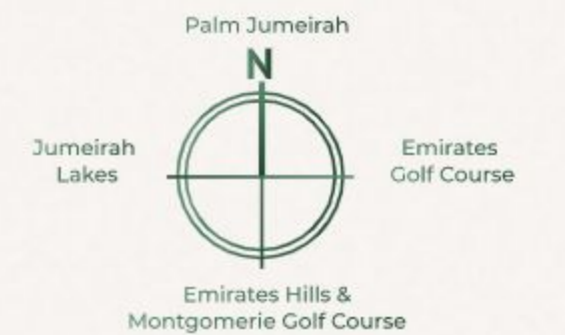 Palm Jumeirah
N
Jumeirah
Lakes
Emirates
Golf Course
Emirates Hills &
Montgomerie Golf Course